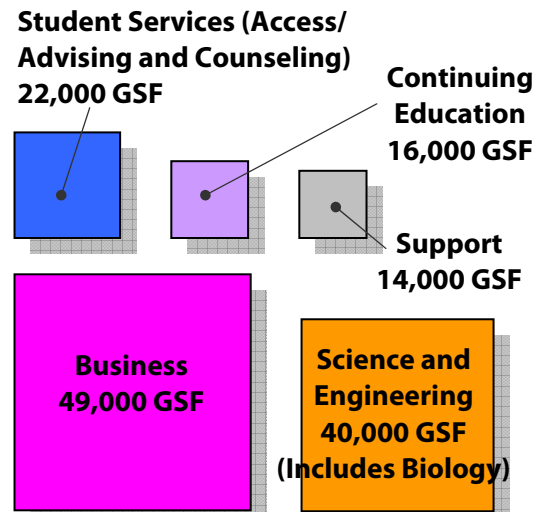 Student Services (Access/
Advising and Counseling)
22,000 GSF
Continuing
Education
16,000 GSF
Support
14,000 GSF
Business
49,000 GSF
Science and
Engineering
40,000 GSF
(Includes Biology)